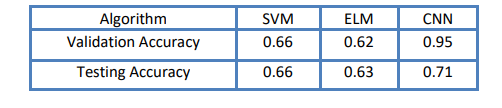 Algorithm SVM ELM CNN
Validation Accuracy 0.66 0.62 0.95
Testing Accuracy 0.66 0.63 0.71